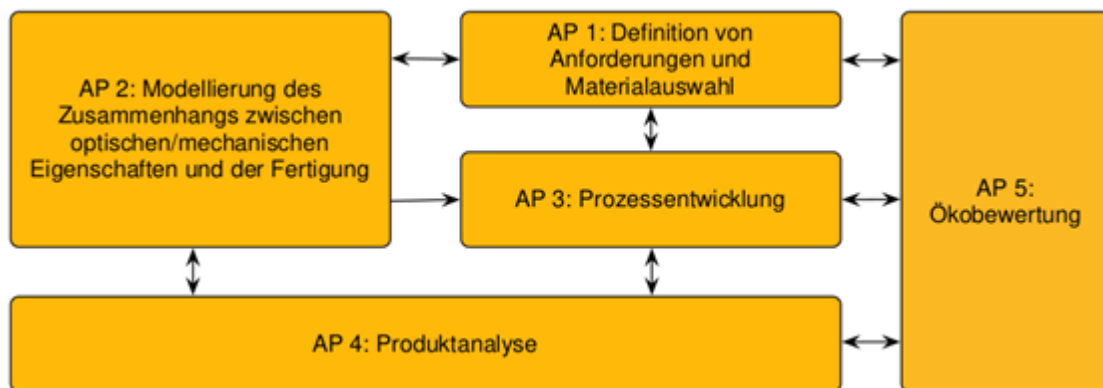 AP 1: Definition von
Anforderungen und
Materialauswahl
AP 2: Modellierung des
Zusammenhangs zwischen
optischen/mechanischen
Eigenschaften und der Fertigung
AP 3: Prozessentwicklung
AP 5:
Ökobewertung
AP 4: Produktanalyse